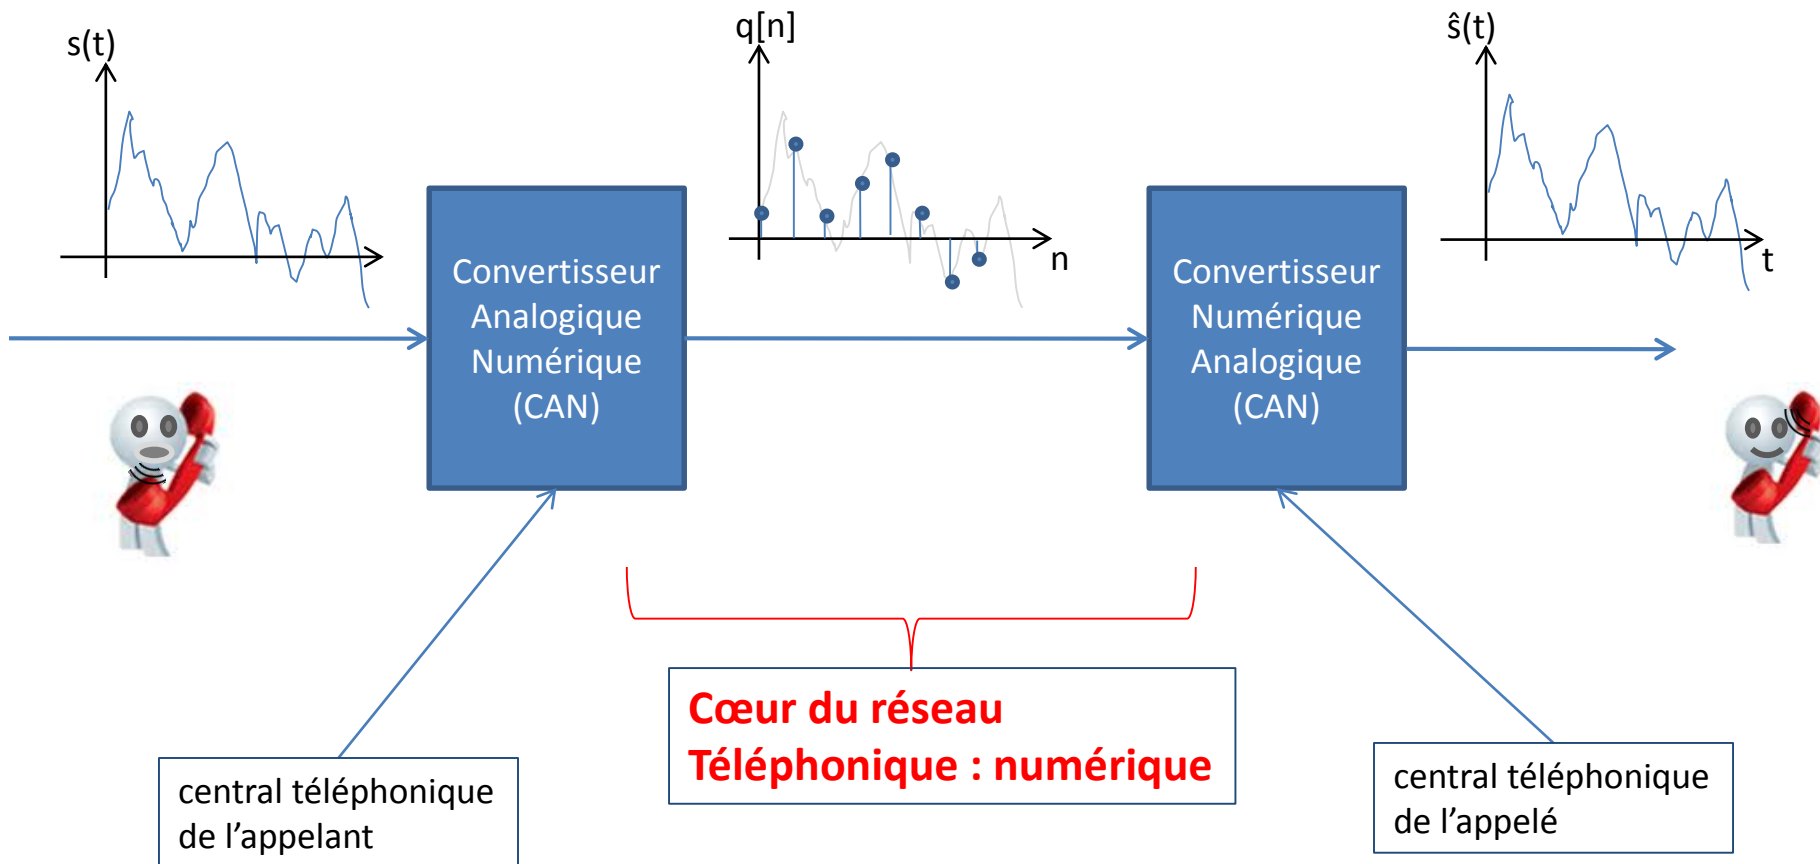 s(t)
q[n]
ŝ(t)
n
t
Convertisseur
Analogique
Numérique
(CAN)
Convertisseur
Numérique
Analogique
(CAN)
Cœur du réseau
Téléphonique : numérique
central téléphonique
de l’appelant
central téléphonique
de l’appelé